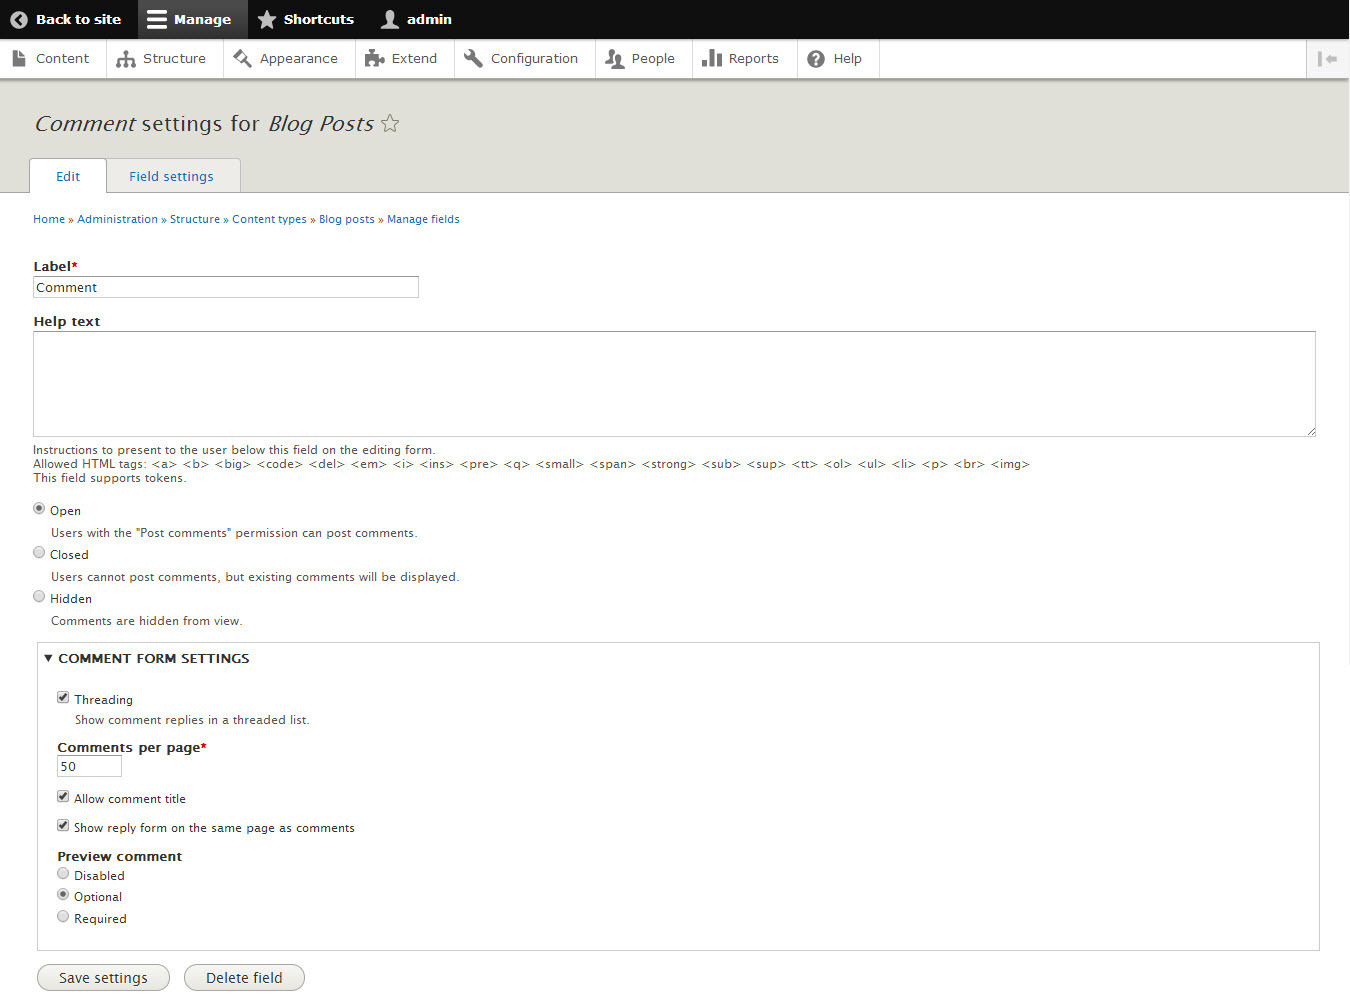 Back to site Manage Shortcuts admin
Content Structure Appearance Extend Configuration People Reports Help
Comment settings for Blog Posts
Edit Field settings
Home » Administration » Structure » Content types » Blog posts » Manage fields
Label*
Comment
Help text
Instructions to present to the user below this field on the editing form.
Allowed HTML tags: <a> <b> <big> <code> <del> <em> <i> <ins> <pre> <q> <small> <span> <strong> <sub> <sup> <tt> <ol> <ul> <li> <p> <br> <img>
This field supports tokens.
Open
Users with the "Post comments" permission can post comments.
Closed
Users cannot post comments, but existing comments will be displayed.
Hidden
Comments are hidden from view.
COMMENT FORM SETTINGS
Threading
Show comment replies in a threaded list.
Comments per page*
50
Allow comment title
Show reply form on the same page as comments
Preview comment
Disabled
Optional
Required
Save settings Delete field